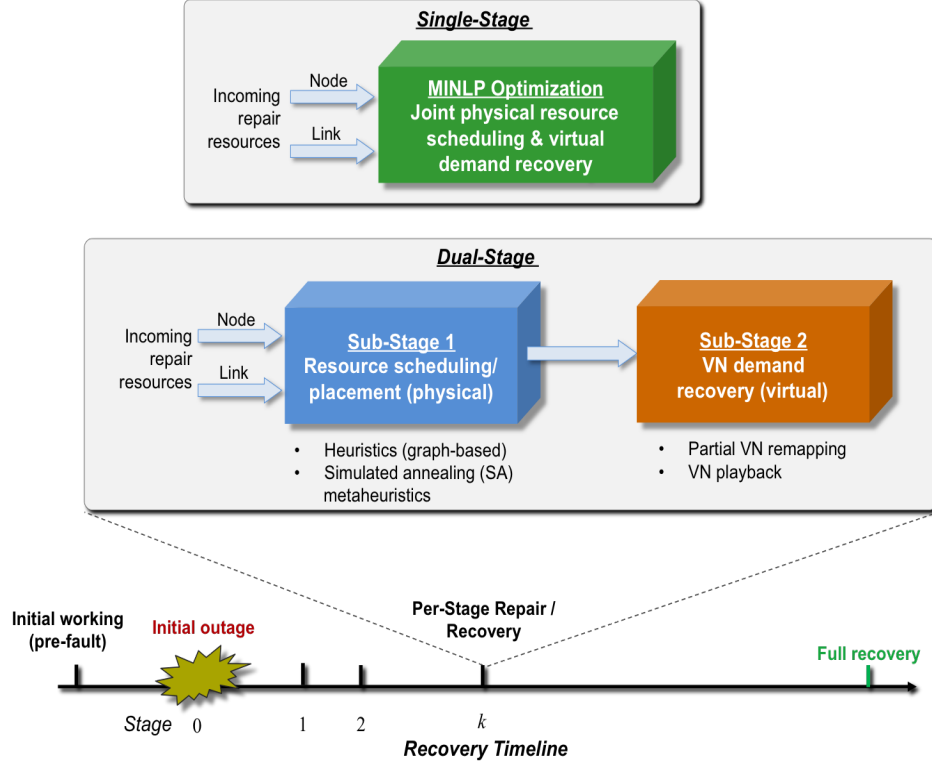 Single-Stage
Incoming
repair
resources
Node
Link
MINLP Optimization
Joint physical resource
scheduling & virtual
demand recovery
Dual-Stage
Incoming
repair
resources
Node
Link
Sub-Stage 1
Resource scheduling/
placement (physical)
Sub-Stage 2
VN demand
recovery (virtual)
• Heuristics (graph-based)
• Simulated annealing (SA)
metaheuristics
• Partial VN remapping
• VN playback
Initial working
(pre-fault)
Initial outage
Per-Stage Repair /
Recovery
Full recovery
Stage 0 1 2 k
Recovery Timeline